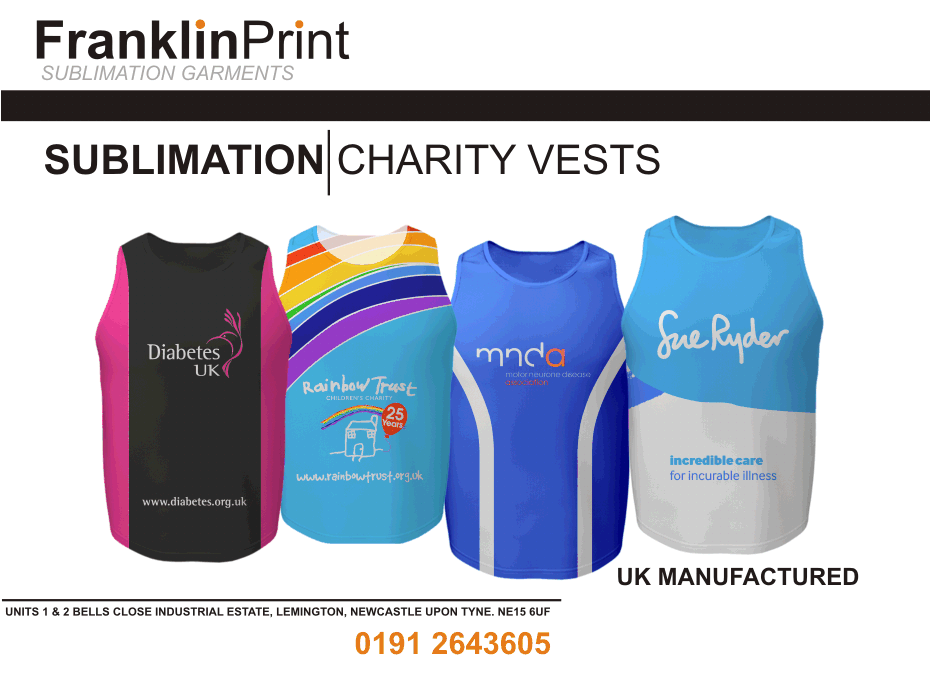 FranklinPrint
SUBLIMATION GARMENTS
SUBLIMATION CHARITY VESTS
Diabetes
UK
www.diabetes.org.uk
Rainbow Trust
CHILDREN'S CHARITY
25
Years
www.rainbowtrust.org.uk
mnda
motor neurone disease
association
Sue Ryder
incredible care
for incurable illness
UK MANUFACTURED
UNITS 1 & 2 BELLS CLOSE INDUSTRIAL ESTATE, LEMINGTON, NEWCASTLE UPON TYNE. NE15 6UF
0191 2643605